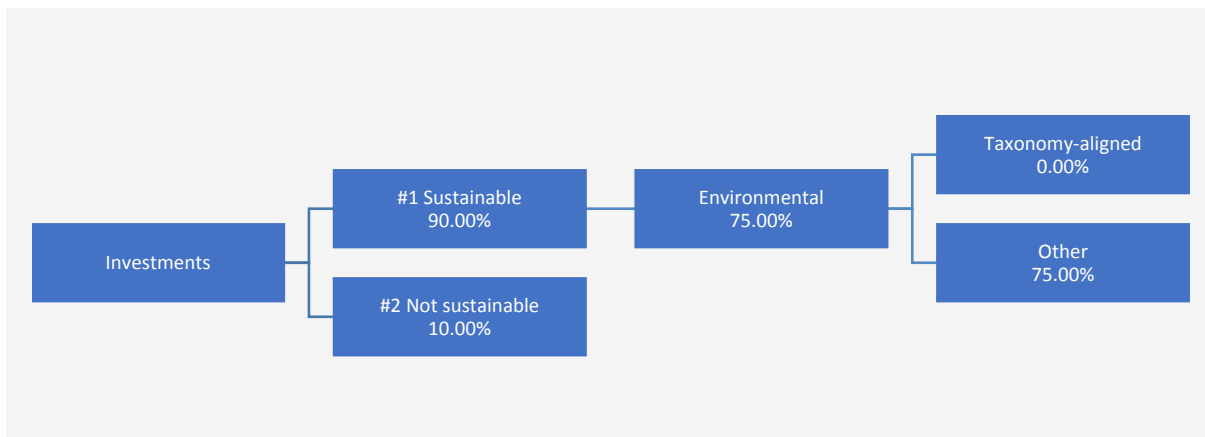 Investments
#1 Sustainable
90.00%
#2 Not sustainable
10.00%
Environmental
75.00%
Taxonomy-aligned
0.00%
Other
75.00%